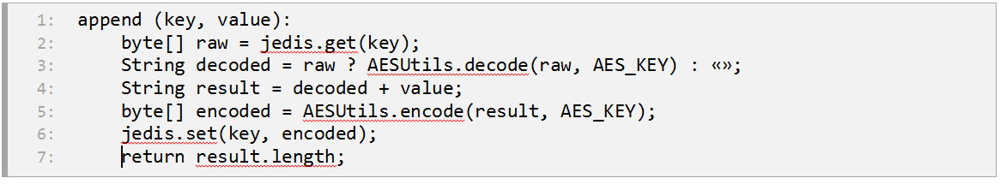 1: append (key, value):
2: byte[] raw = jedis.get(key);
3: String decoded = raw ? AESUtils.decode(raw, AES_KEY) : «»;
4: String result = decoded + value;
5: byte[] encoded = AESUtils.encode(result, AES_KEY);
6: jedis.set(key, encoded);
7: return result.length;